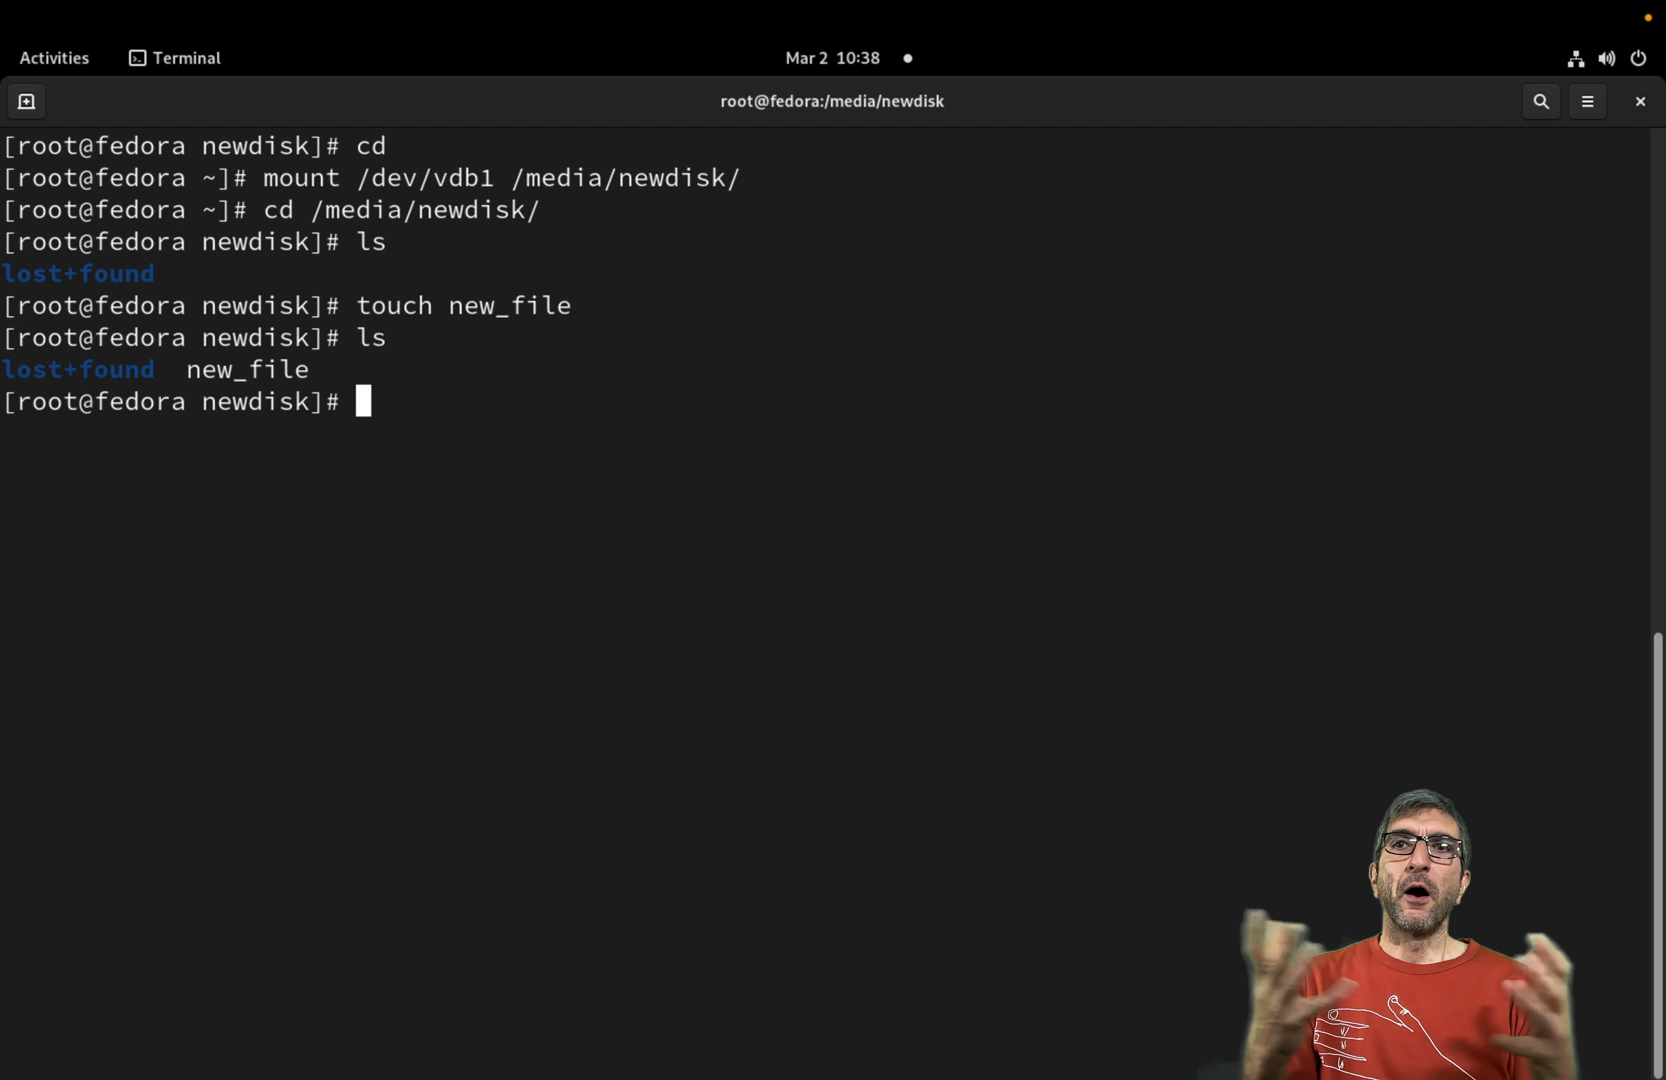 Activities
Terminal
Mar 2 10:38
root@fedora:/media/newdisk
[root@fedora newdisk]# cd
[root@fedora ~]# mount /dev/vdb1 /media/newdisk/
[root@fedora ~]# cd /media/newdisk/
[root@fedora newdisk]# ls
lost+found
[root@fedora newdisk]# touch new_file
[root@fedora newdisk]# ls
lost+found new_file
[root@fedora newdisk]#